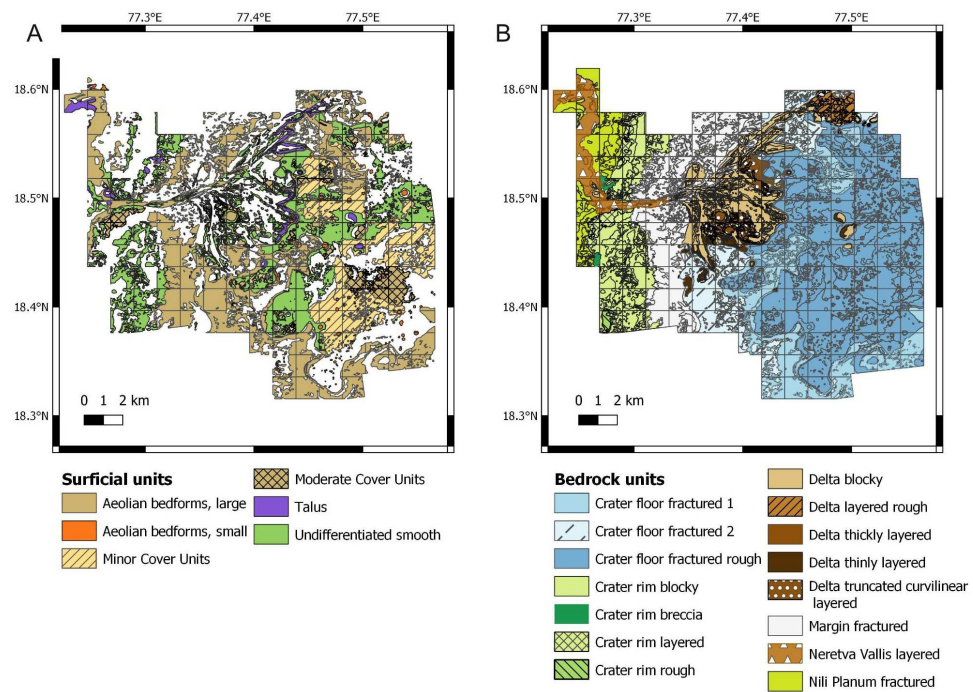 A
77.3°E
77.4°E
77.5°E
18.6°N
18.5°N
18.4°N
18.3°N
0 1 2 km
Surficial units
Aeolian bedforms, large
Aeolian bedforms, small
Minor Cover Units
Moderate Cover Units
Talus
Undifferentiated smooth
B
77.3°E
77.4°E
77.5°E
18.6°N
18.5°N
18.4°N
18.3°N
0 1 2 km
Bedrock units
Crater floor fractured 1
Crater floor fractured 2
Crater floor fractured rough
Crater rim blocky
Crater rim breccia
Crater rim layered
Crater rim rough
Delta blocky
Delta layered rough
Delta thickly layered
Delta thinly layered
Delta truncated curvilinear
layered
Margin fractured
Neretva Vallis layered
Nili Planum fractured